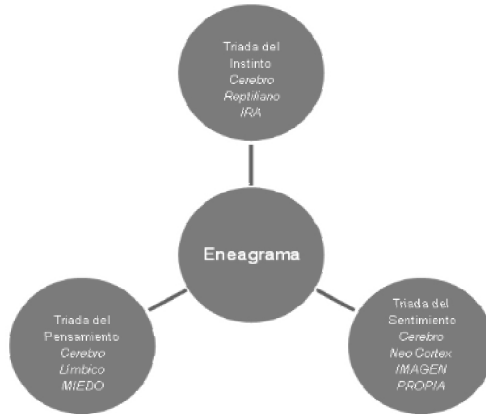 Triada del
Instinto
Cerebro
Reptiliano
IRA
Eneagrama
Triada del
Pensamiento
Cerebro
Límbico
MIEDO
Triada del
Sentimiento
Cerebro
Neo Cortex
IMAGEN
PROPIA